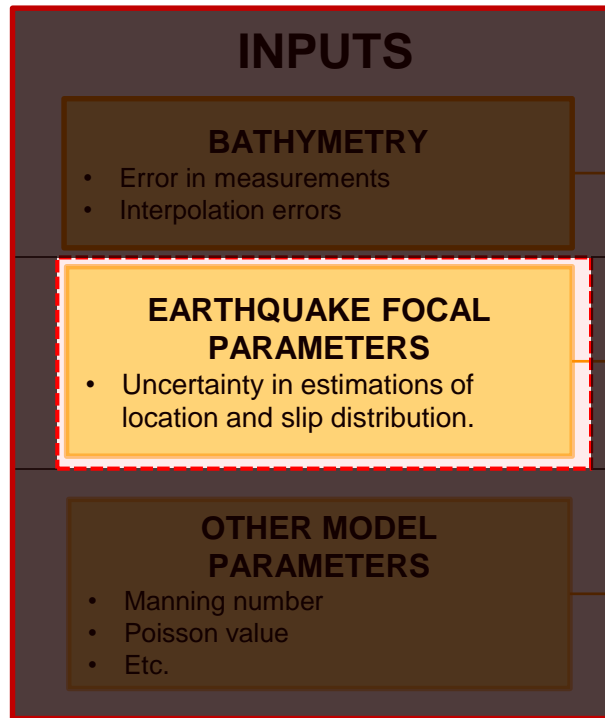 INPUTS
BATHYMETRY
• Error in measurements
• Interpolation errors
EARTHQUAKE FOCAL
PARAMETERS
• Uncertainty in estimations of
location and slip distribution.
OTHER MODEL
PARAMETERS
• Manning number
• Poisson value
• Etc.